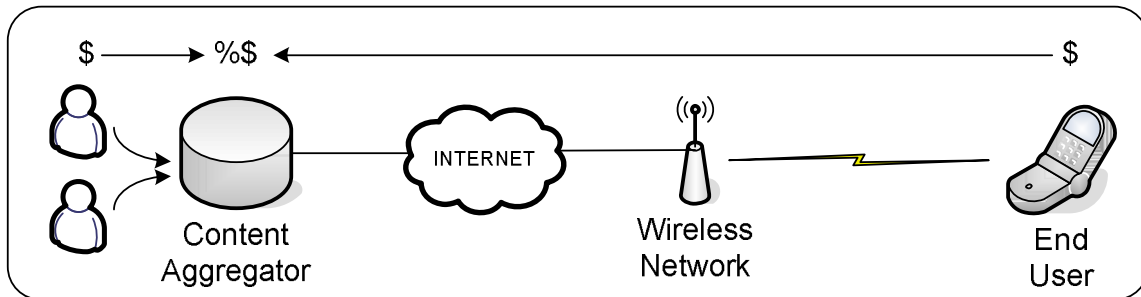 $ %$ $
INTERNET
Content
Aggregator
Wireless
Network
End
User